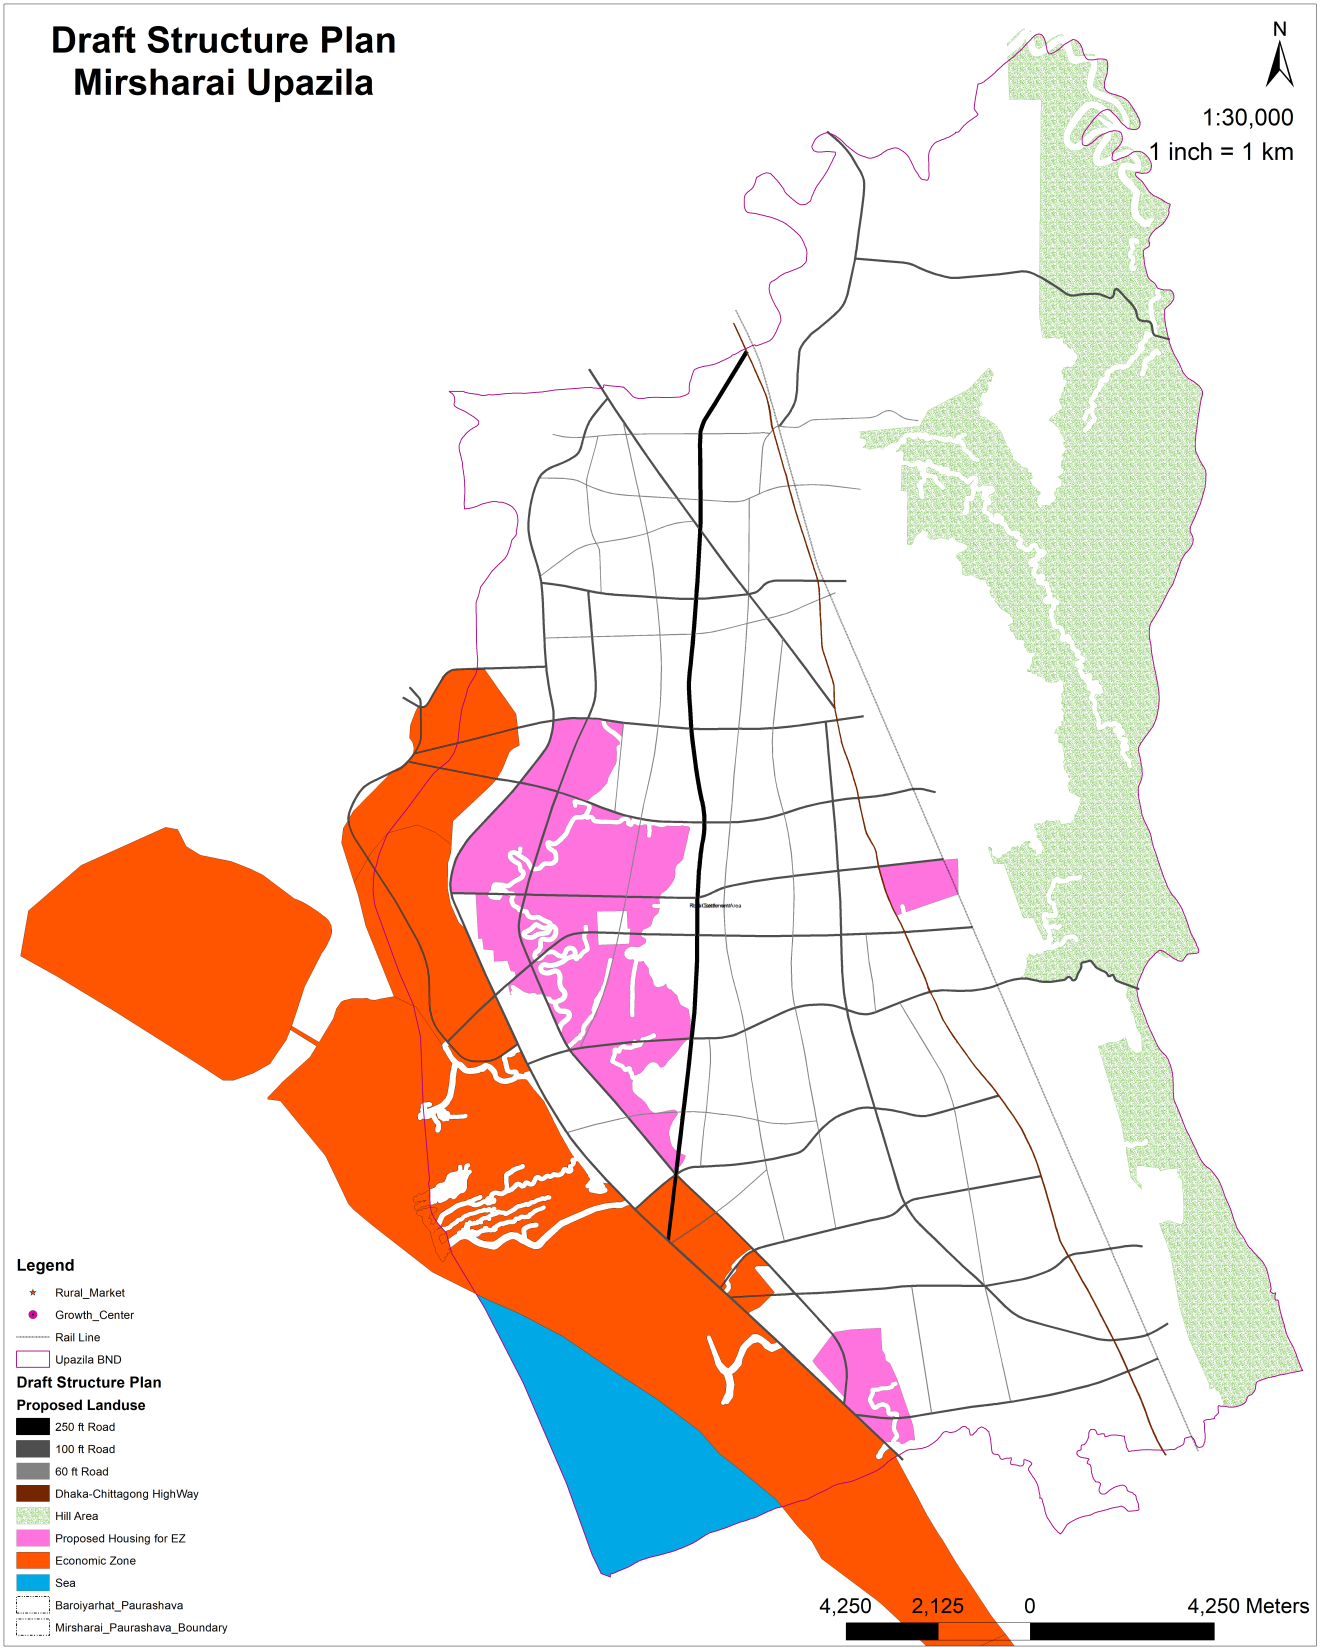 Draft Structure Plan
Mirsharai Upazila
N
1:30,000
1 inch = 1 km
Legend
Rural_Market
Growth_Center
Rail Line
Upazila BND
Draft Structure Plan
Proposed Landuse
250 ft Road
100 ft Road
60 ft Road
Dhaka-Chittagong HighWay
Hill Area
Proposed Housing for EZ
Economic Zone
Sea
Baroiyarhat_Paurashava
Mirsharai_Paurashava_Boundary
4,250 2,125 0 4,250 Meters